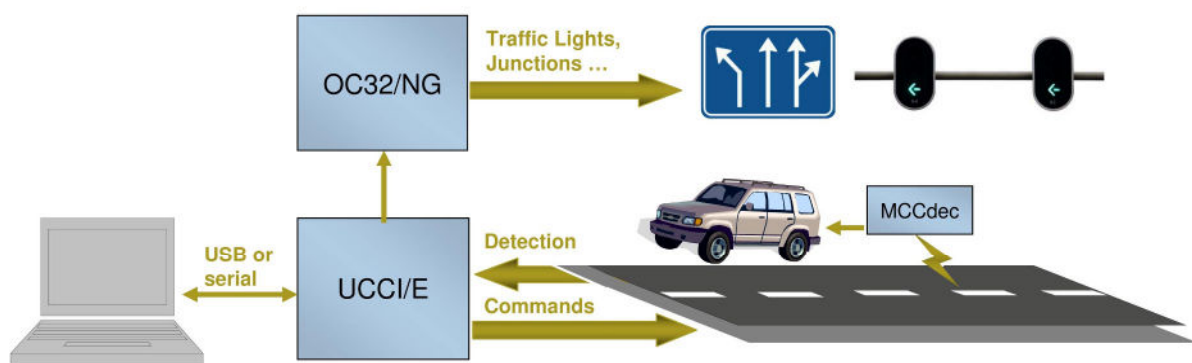 Traffic Lights,
Junctions ...
OC32/NG
MCCdec
USB or
serial
UCCI/E
Detection
Commands